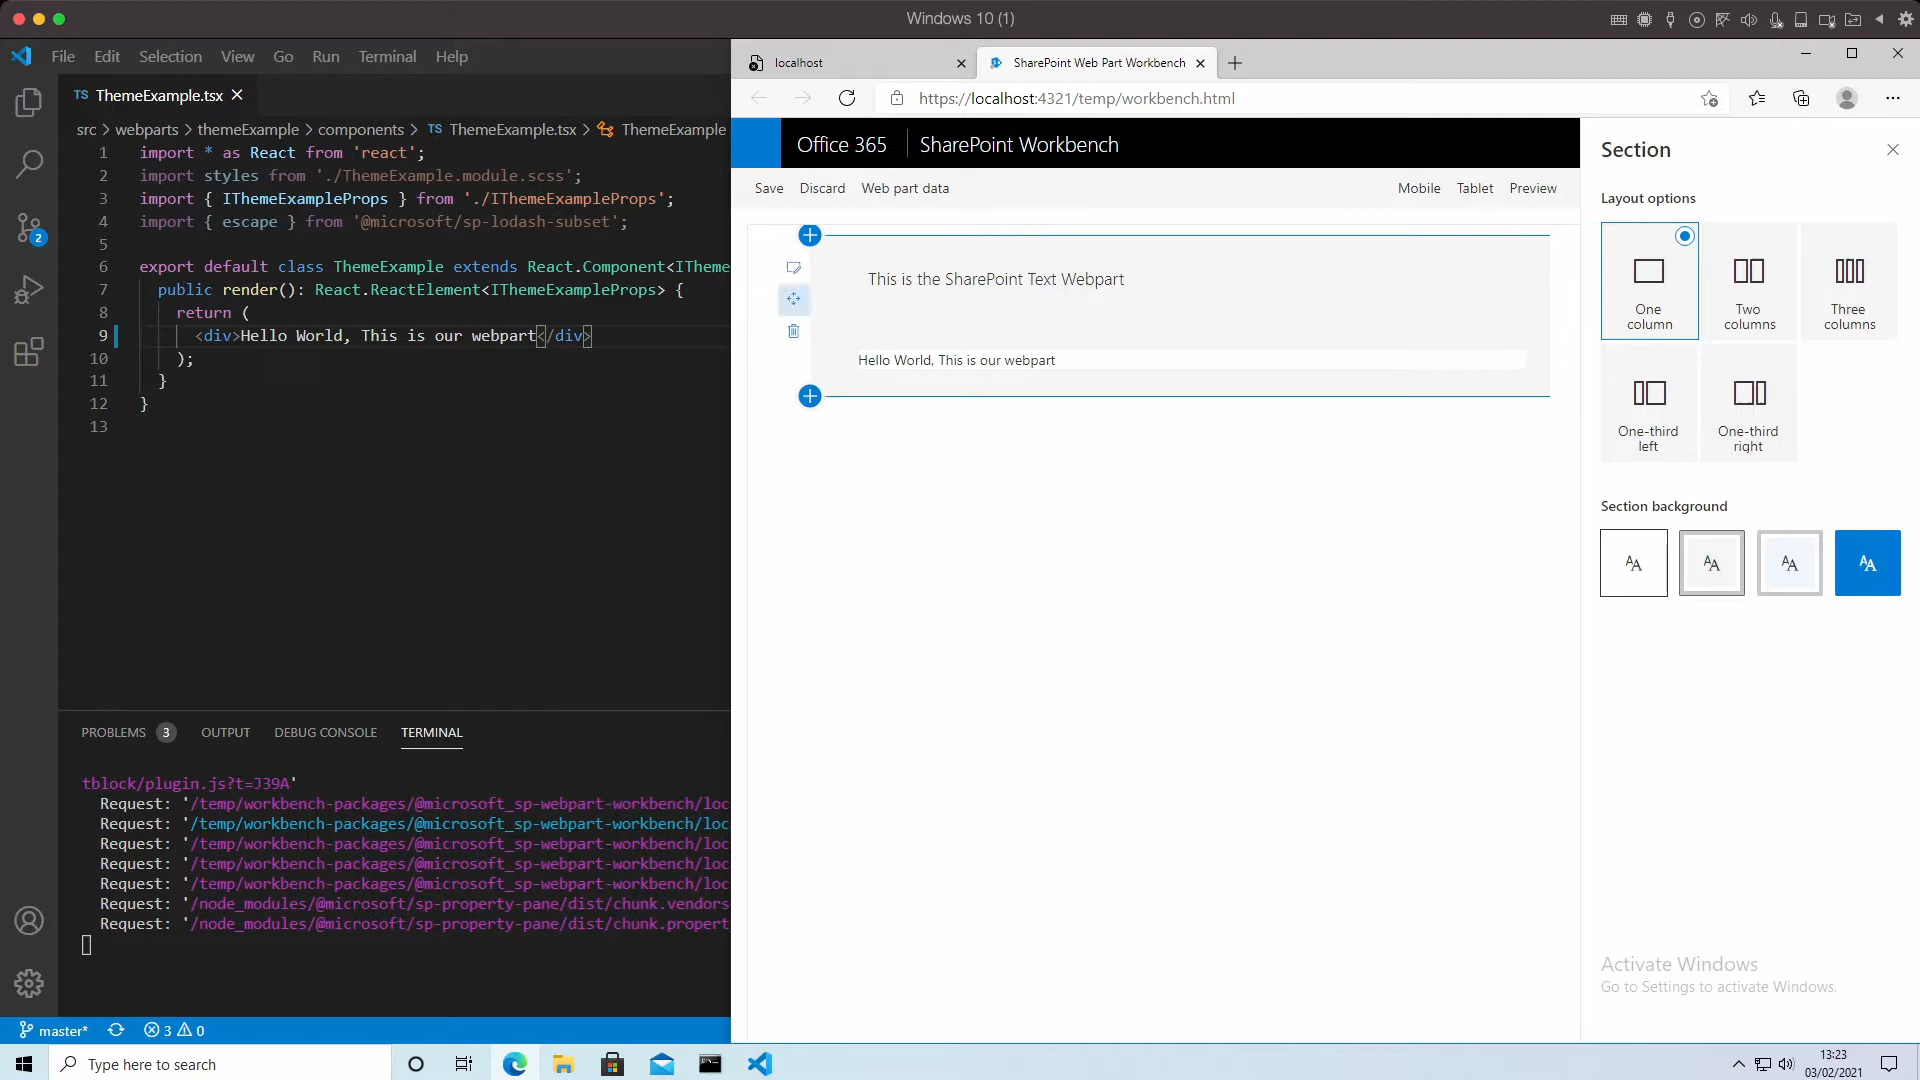 Windows 10 (1)
File Edit Selection View Go Run Terminal Help
TS ThemeExample.tsx
src > webparts > themeExample > components > TS ThemeExample.tsx > ThemeExample
1 import * as React from 'react';
2 import styles from './ThemeExample.module.scss';
3 import { IThemeExampleProps } from './IThemeExampleProps';
4 import { escape } from '@microsoft/sp-lodash-subset';
5
6 export default class ThemeExample extends React.Component<ITheme
7 public render(): React.ReactElement<IThemeExampleProps> {
8 return (
9 <div>Hello World, This is our webpart</div>
10 );
11 }
12 }
13
PROBLEMS 3 OUTPUT DEBUG CONSOLE TERMINAL
tblock/plugin.js?t=J39A'
Request: '/temp/workbench-packages/@microsoft_sp-webpart-workbench/loc
Request: '/temp/workbench-packages/@microsoft_sp-webpart-workbench/loc
Request: '/temp/workbench-packages/@microsoft_sp-webpart-workbench/loc
Request: '/temp/workbench-packages/@microsoft_sp-webpart-workbench/loc
Request: '/temp/workbench-packages/@microsoft_sp-webpart-workbench/loc
Request: '/node_modules/@microsoft/sp-property-pane/dist/chunk.vendors
Request: '/node_modules/@microsoft/sp-property-pane/dist/chunk.propert
2
master* 3 0
localhost
SharePoint Web Part Workbench
https://localhost:4321/temp/workbench.html
Office 365 SharePoint Workbench
Save Discard Web part data Mobile Tablet Preview
This is the SharePoint Text Webpart
Hello World, This is our webpart
Section
Layout options
One column
Two columns
Three columns
One-third left
One-third right
Section background
AA AA AA AA
Activate Windows
Go to Settings to activate Windows.
Type here to search
13:23
03/02/2021